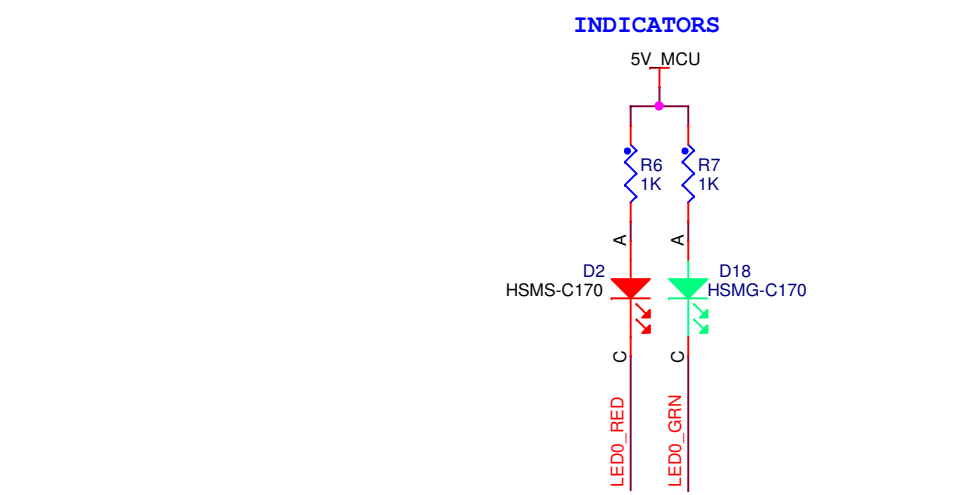 INDICATORS
5V_MCU
R6
1K
R7
1K
A
A
D2
HSMS-C170
D18
HSMG-C170
C
C
LED0_RED
LED0_GRN